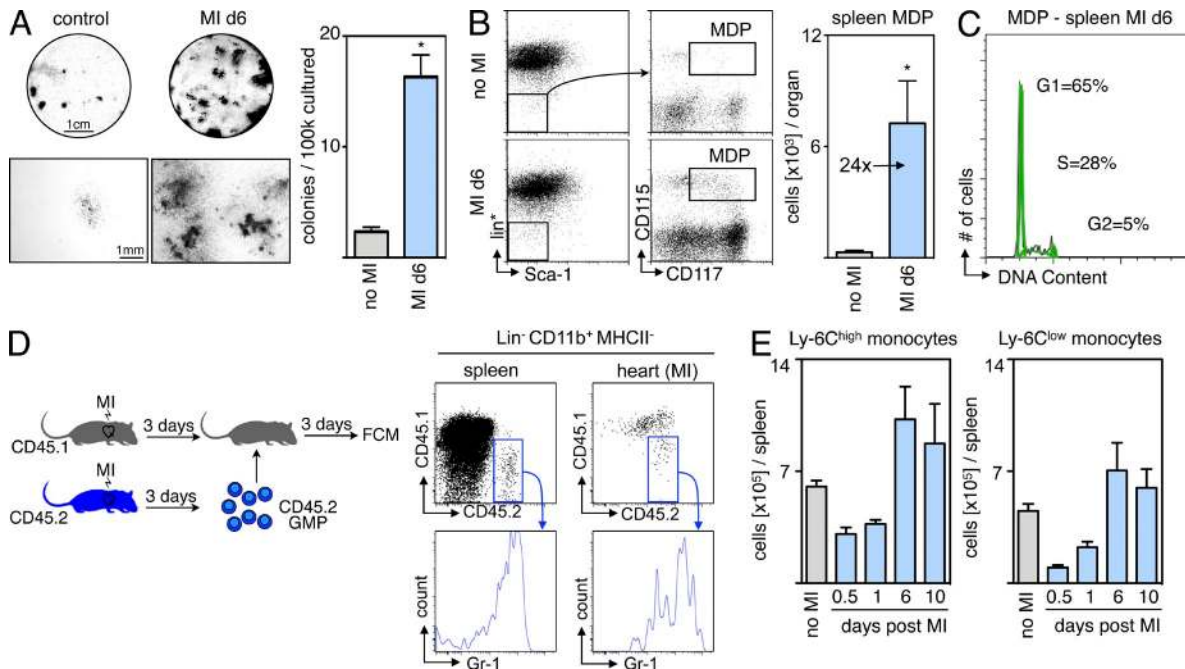 A
control
MI d6
1cm
1mm
colonies / 100k cultured
20
10
0
*
no MI
MI d6
B
no MI
MI d6
MDP
MDP
lin*
Sca-1
CD115
CD117
spleen MDP
cells [x10³] / organ
12
6
0
*
24x
no MI
MI d6
C
MDP - spleen MI d6
G1=65%
S=28%
G2=5%
# of cells
DNA Content
D
MI
CD45.1
3 days
3 days
FCM
MI
CD45.2
3 days
CD45.2
GMP
Lin⁻ CD11b⁺ MHCII⁻
spleen
heart (MI)
CD45.1
CD45.2
CD45.1
CD45.2
count
Gr-1
count
Gr-1
E
Ly-6Cʰⁱᵍʰ monocytes
cells [x10⁵] / spleen
14
7
0
no MI
0.5 1 6 10
days post MI
Ly-6Cˡᵒʷ monocytes
cells [x10⁵] / spleen
14
7
0
no MI
0.5 1 6 10
days post MI